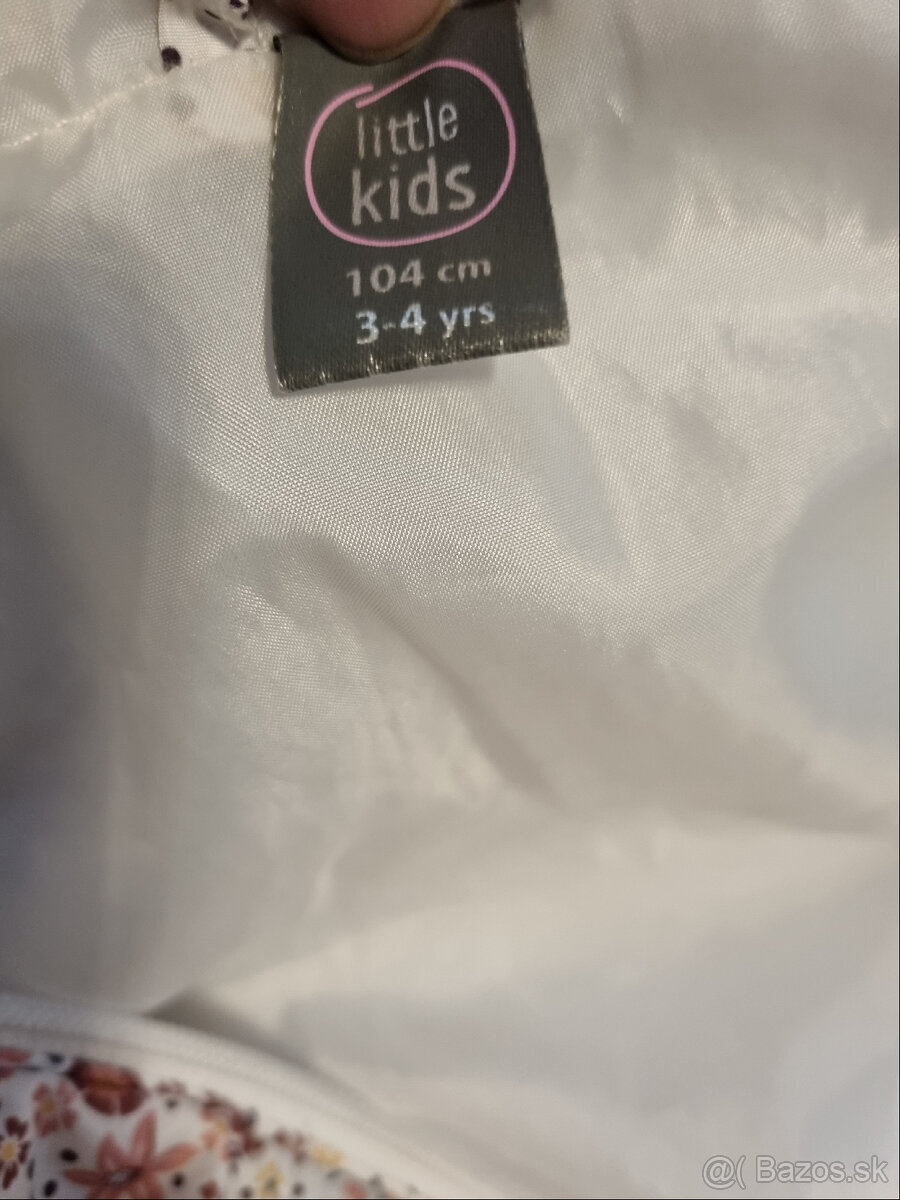 little
kids
104 cm
3-4 yrs
@( Bazos.sk